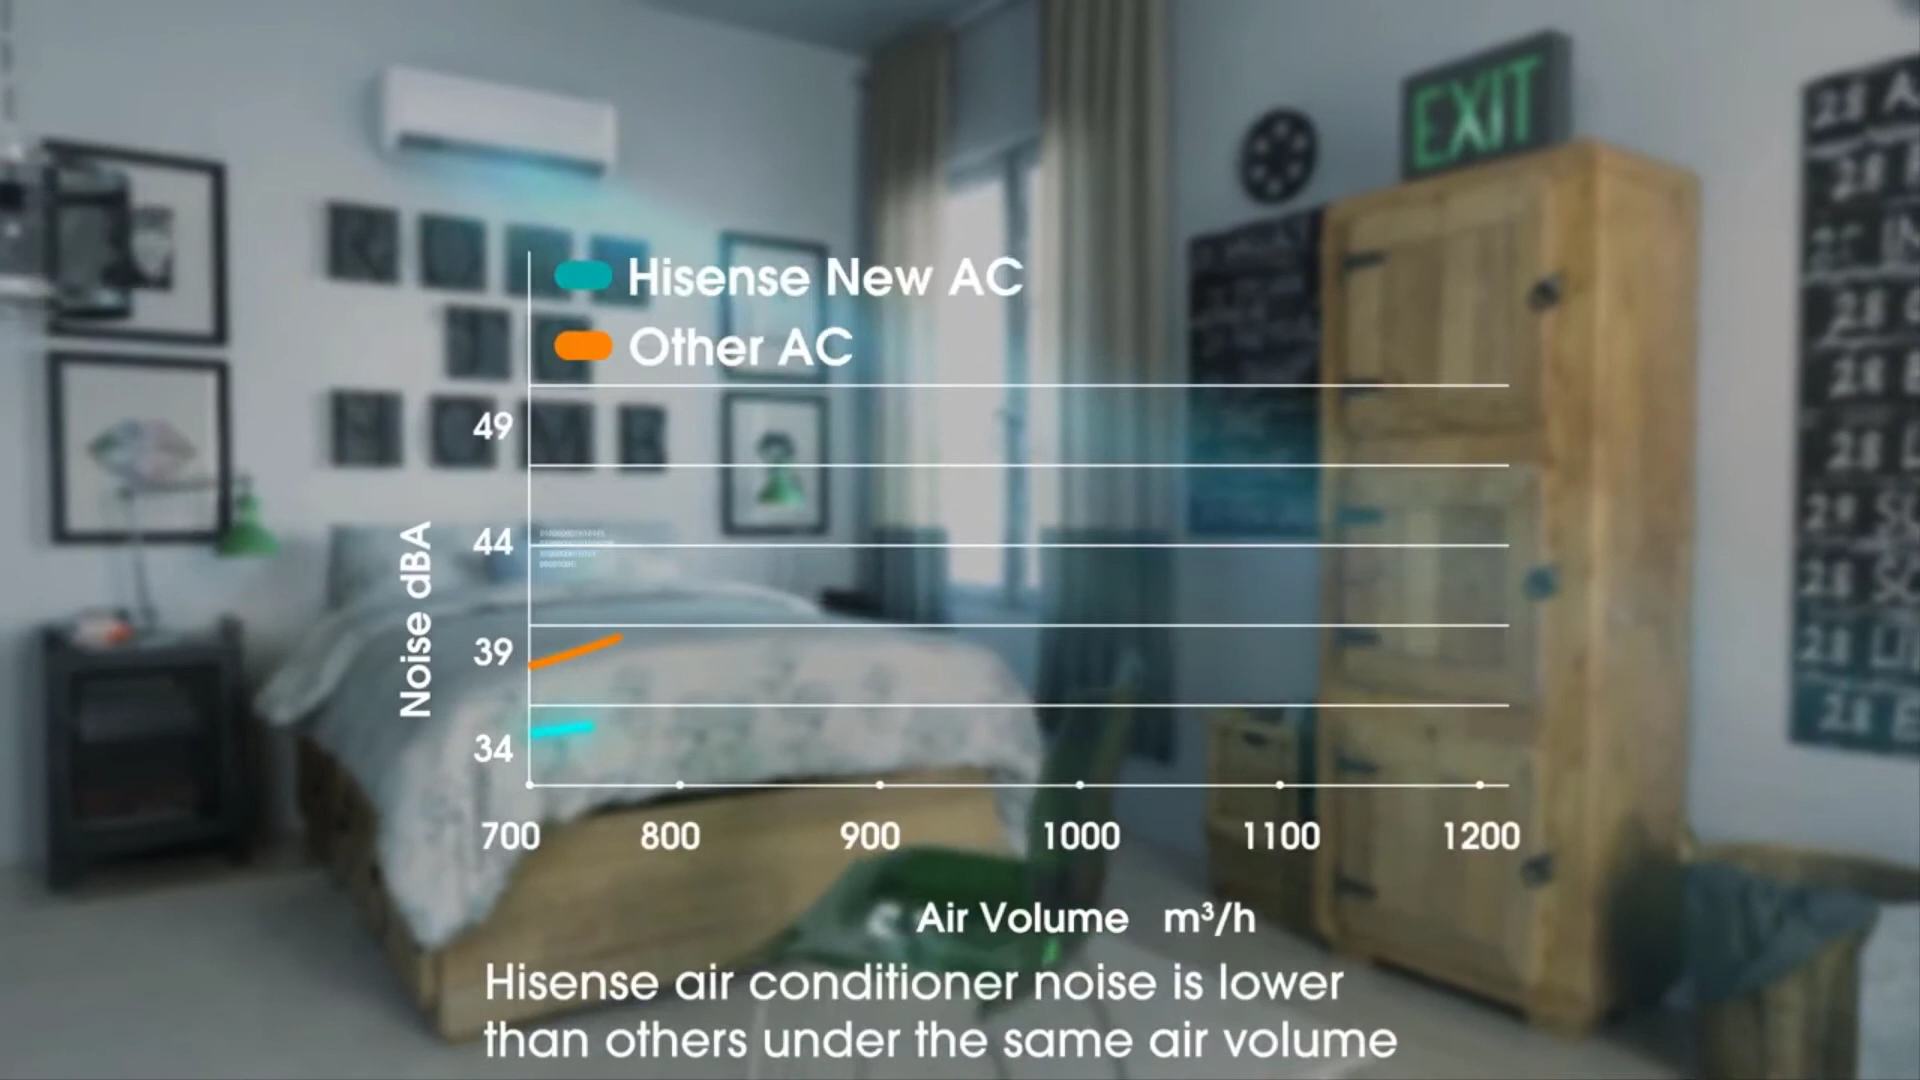 EXIT
Hisense New AC
Other AC
49
44
39
34
Noise dBA
700 800 900 1000 1100 1200
Air Volume m³/h
Hisense air conditioner noise is lower
than others under the same air volume